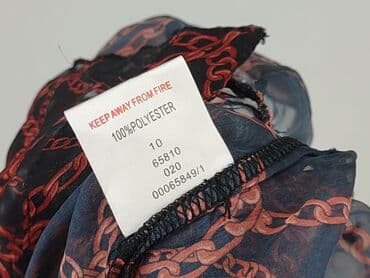 KEEP AWAY FROM FIRE
100%POLYESTER
10
65810
020
00065849/1